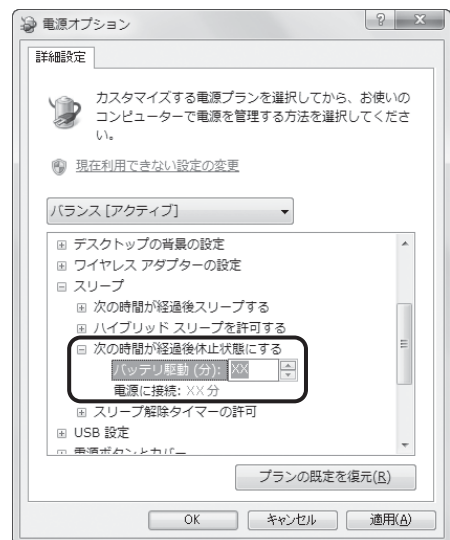 電源オプション
詳細設定
カスタマイズする電源プランを選択してから、お使いの
コンピューターで電源を管理する方法を選択してくださ
い。
現在利用できない設定の変更
バランス [アクティブ]
デスクトップの背景の設定
ワイヤレス アダプターの設定
スリープ
次の時間が経過後スリープする
ハイブリッド スリープを許可する
次の時間が経過後休止状態にする
バッテリ駆動 (分): XX
電源に接続: XX 分
スリープ解除タイマーの許可
USB 設定
電源ボタンとカバー
プランの既定を復元(R)
OK キャンセル 適用(A)